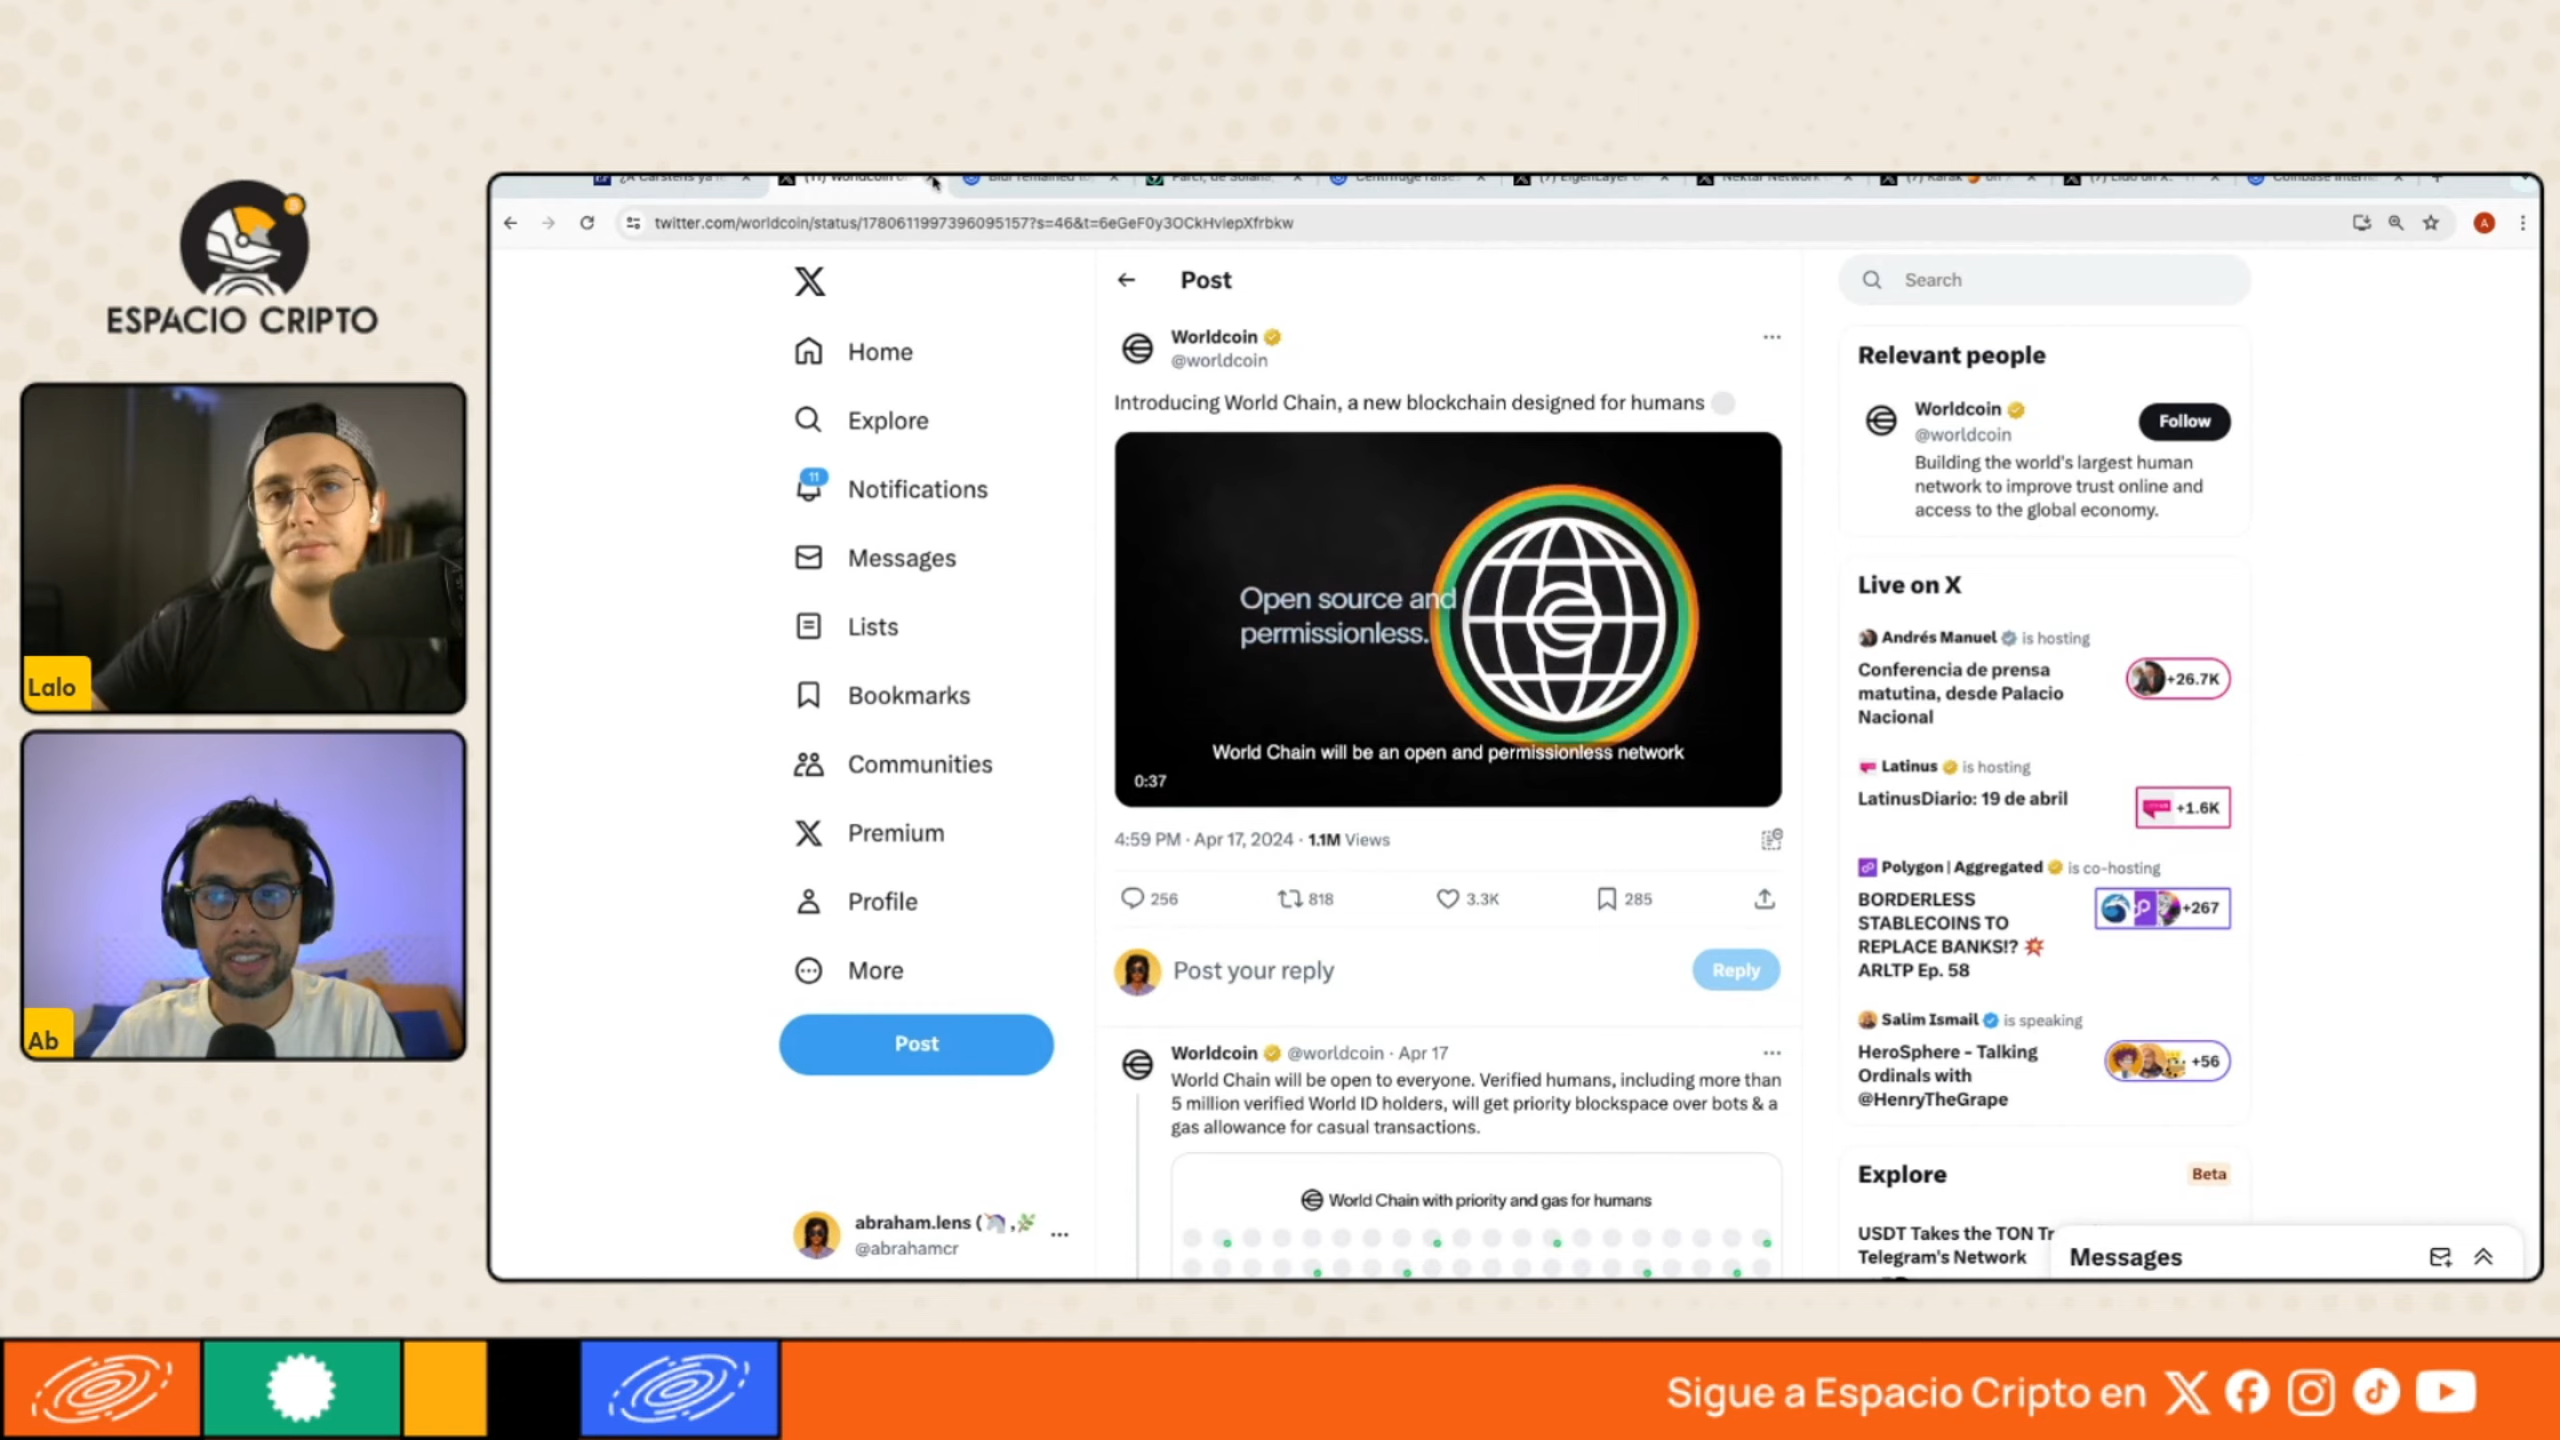 ESPACIO CRIPTO
Lalo
Ab
twitter.com/worldcoin/status/1780611997396095157?s=46&t=6eGeF0y3OCkHvlepXfrbkw
A
Home
Explore
11
Notifications
Messages
Lists
Bookmarks
Communities
Premium
Profile
More
Post
abraham.lens (
@abrahamcr
Post
Worldcoin
@worldcoin
Introducing World Chain, a new blockchain designed for humans
Open source and
permissionless.
World Chain will be an open and permissionless network
0:37
4:59 PM · Apr 17, 2024 · 1.1M Views
256 818 3.3K 285
Post your reply
Reply
Worldcoin @worldcoin · Apr 17
World Chain will be open to everyone. Verified humans, including more than
5 million verified World ID holders, will get priority blockspace over bots & a
gas allowance for casual transactions.
World Chain with priority and gas for humans
Search
Relevant people
Worldcoin
@worldcoin
Follow
Building the world's largest human
network to improve trust online and
access to the global economy.
Live on X
Andrés Manuel is hosting
Conferencia de prensa
matutina, desde Palacio
Nacional
+26.7K
Latinus is hosting
LatinusDiario: 19 de abril
+1.6K
Polygon | Aggregated is co-hosting
BORDERLESS
STABLECOINS TO
REPLACE BANKS!?
ARLTP Ep. 58
+267
Salim Ismail is speaking
HeroSphere - Talking
Ordinals with
@HenryTheGrape
+56
Explore
Beta
USDT Takes the TON Tr
Telegram's Network
Messages
Sigue a Espacio Cripto en